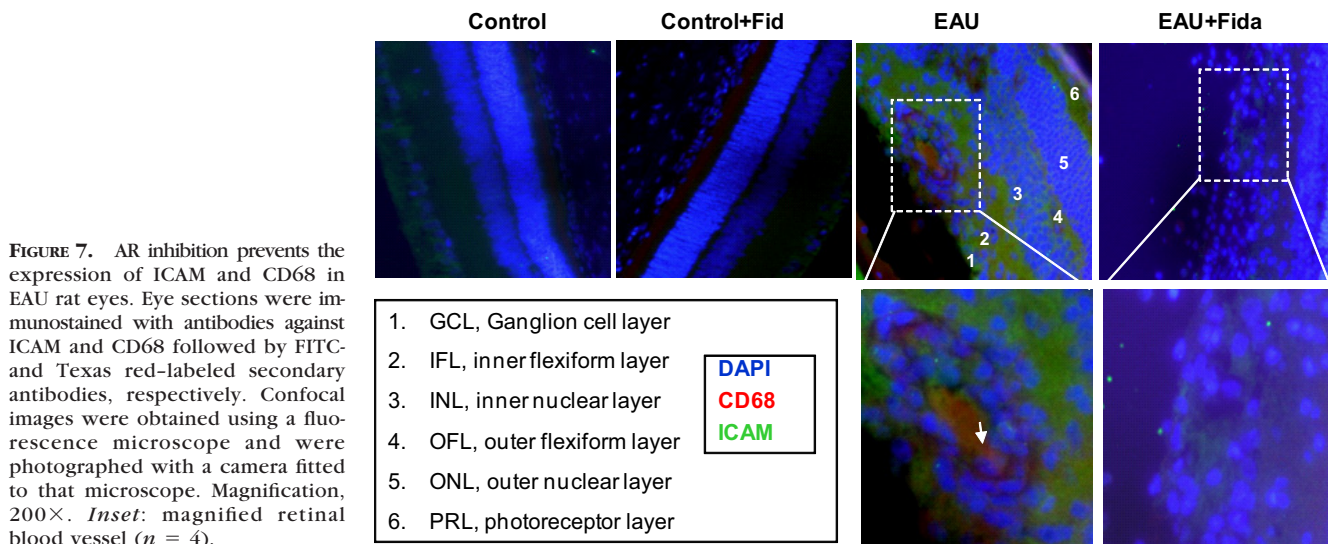 Control
Control+Fid
EAU
EAU+Fida
6
5
3
4
2
1
FIGURE 7. AR inhibition prevents the
expression of ICAM and CD68 in
EAU rat eyes. Eye sections were im-
munostained with antibodies against
ICAM and CD68 followed by FITC-
and Texas red–labeled secondary
antibodies, respectively. Confocal
images were obtained using a fluo-
rescence microscope and were
photographed with a camera fitted
to that microscope. Magnification,
200×. Inset: magnified retinal
blood vessel (n = 4).
1. GCL, Ganglion cell layer
2. IFL, inner flexiform layer
3. INL, inner nuclear layer
4. OFL, outer flexiform layer
5. ONL, outer nuclear layer
6. PRL, photoreceptor layer
DAPI
CD68
ICAM